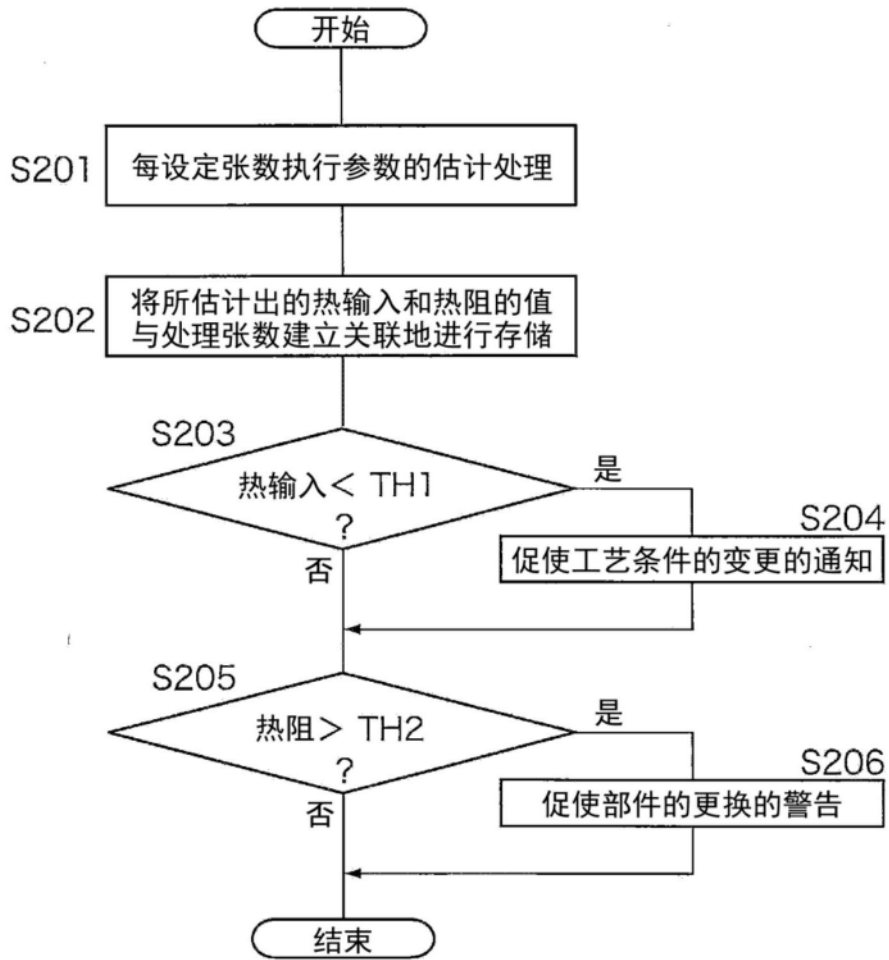 开始
S201
每设定张数执行参数的估计处理
S202
将所估计出的热输入和热阻的值
与处理张数建立关联地进行存储
S203
热输入＜ TH1
?
是
否
S204
促使工艺条件的变更的通知
S205
热阻＞ TH2
?
是
否
S206
促使部件的更换的警告
结束